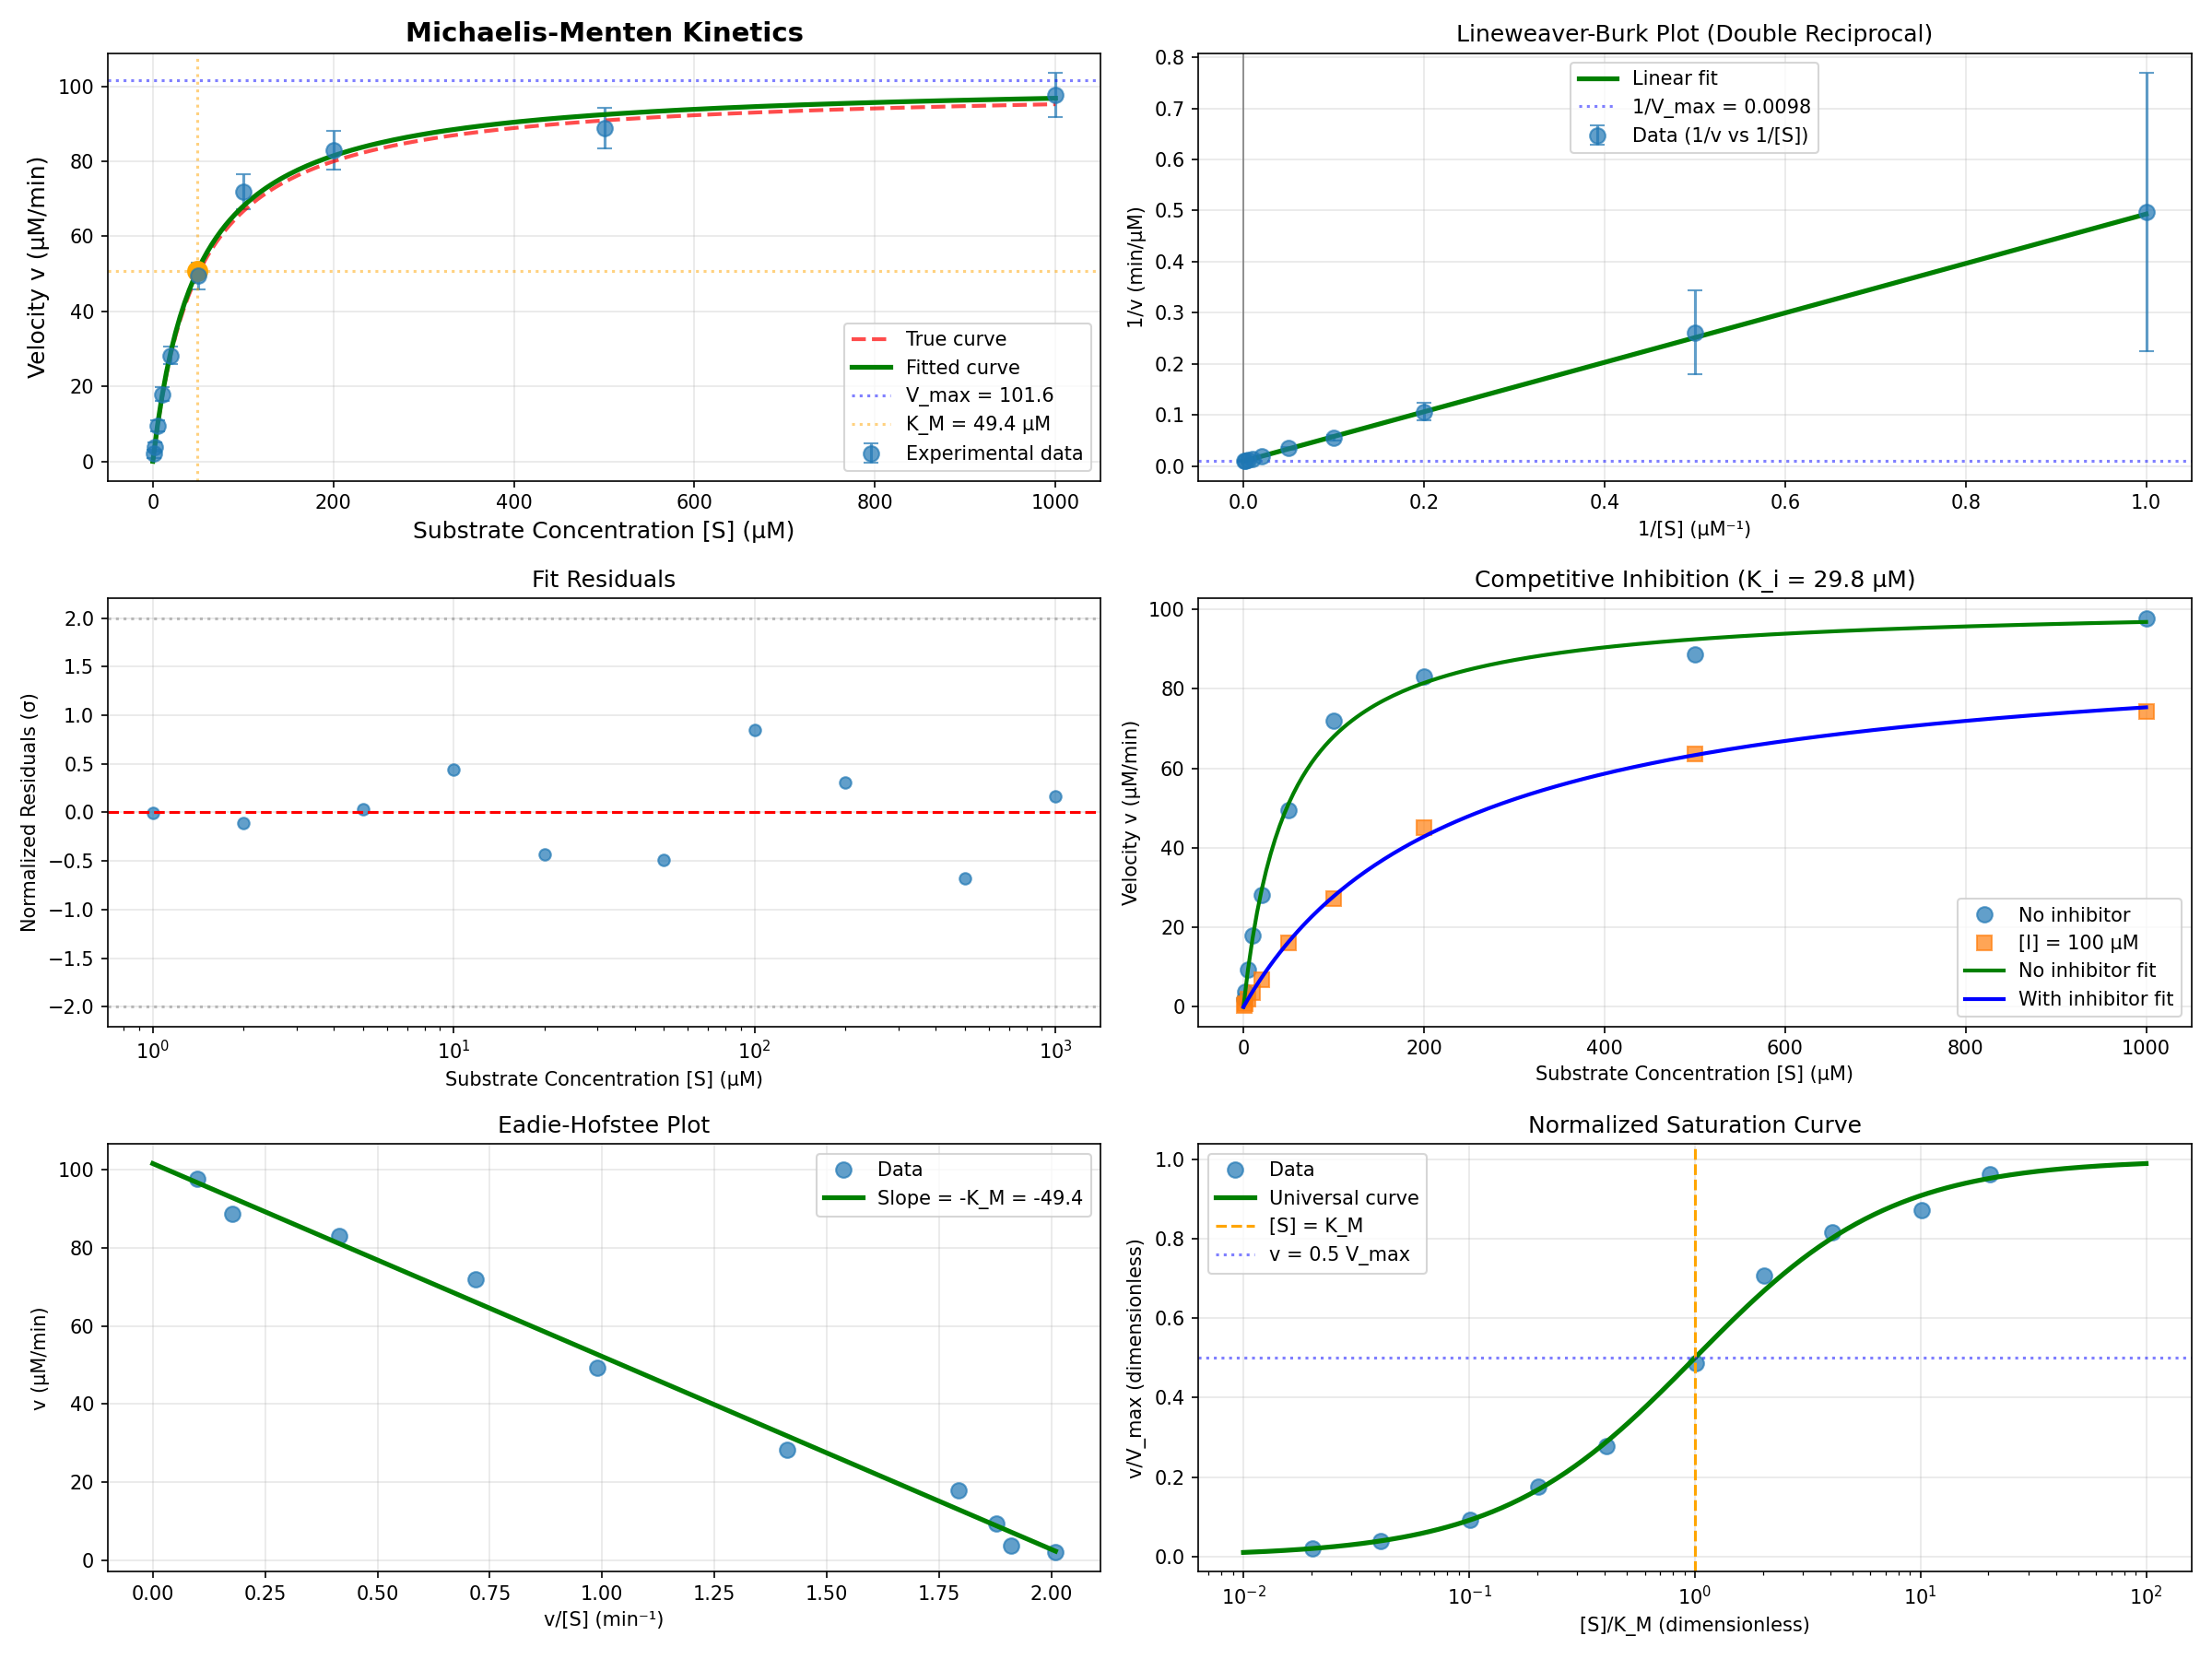 Michaelis-Menten Kinetics
Velocity v (μM/min)
100
80
60
40
20
0
0 200 400 600 800 1000
Substrate Concentration [S] (μM)
True curve
Fitted curve
V_max = 101.6
K_M = 49.4 μM
Experimental data
Lineweaver-Burk Plot (Double Reciprocal)
1/v (min/μM)
0.8
0.7
0.6
0.5
0.4
0.3
0.2
0.1
0.0
0.0 0.2 0.4 0.6 0.8 1.0
1/[S] (μM⁻¹)
Linear fit
1/V_max = 0.0098
Data (1/v vs 1/[S])
Fit Residuals
Normalized Residuals (σ)
2.0
1.5
1.0
0.5
0.0
−0.5
−1.0
−1.5
−2.0
10⁰ 10¹ 10² 10³
Substrate Concentration [S] (μM)
Competitive Inhibition (K_i = 29.8 μM)
Velocity v (μM/min)
100
80
60
40
20
0
0 200 400 600 800 1000
Substrate Concentration [S] (μM)
No inhibitor
[I] = 100 μM
No inhibitor fit
With inhibitor fit
Eadie-Hofstee Plot
v (μM/min)
100
80
60
40
20
0
0.00 0.25 0.50 0.75 1.00 1.25 1.50 1.75 2.00
v/[S] (min⁻¹)
Data
Slope = -K_M = -49.4
Normalized Saturation Curve
v/V_max (dimensionless)
1.0
0.8
0.6
0.4
0.2
0.0
10⁻² 10⁻¹ 10⁰ 10¹ 10²
[S]/K_M (dimensionless)
Data
Universal curve
[S] = K_M
v = 0.5 V_max